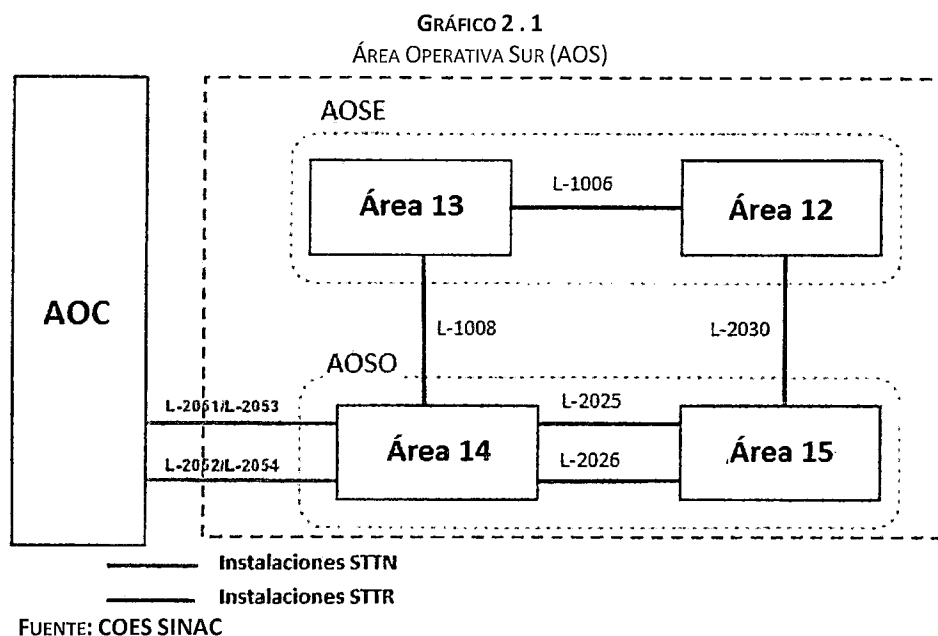 GRÁFICO 2 . 1
ÁREA OPERATIVA SUR (AOS)
AOSE
Área 13
L-1006
Área 12
AOC
L-1008
L-2030
AOSO
L-2051/L-2053
L-2025
Área 14
Área 15
L-2052/L-2054
L-2026
Instalaciones STTN
Instalaciones STTR
FUENTE: COES SINAC